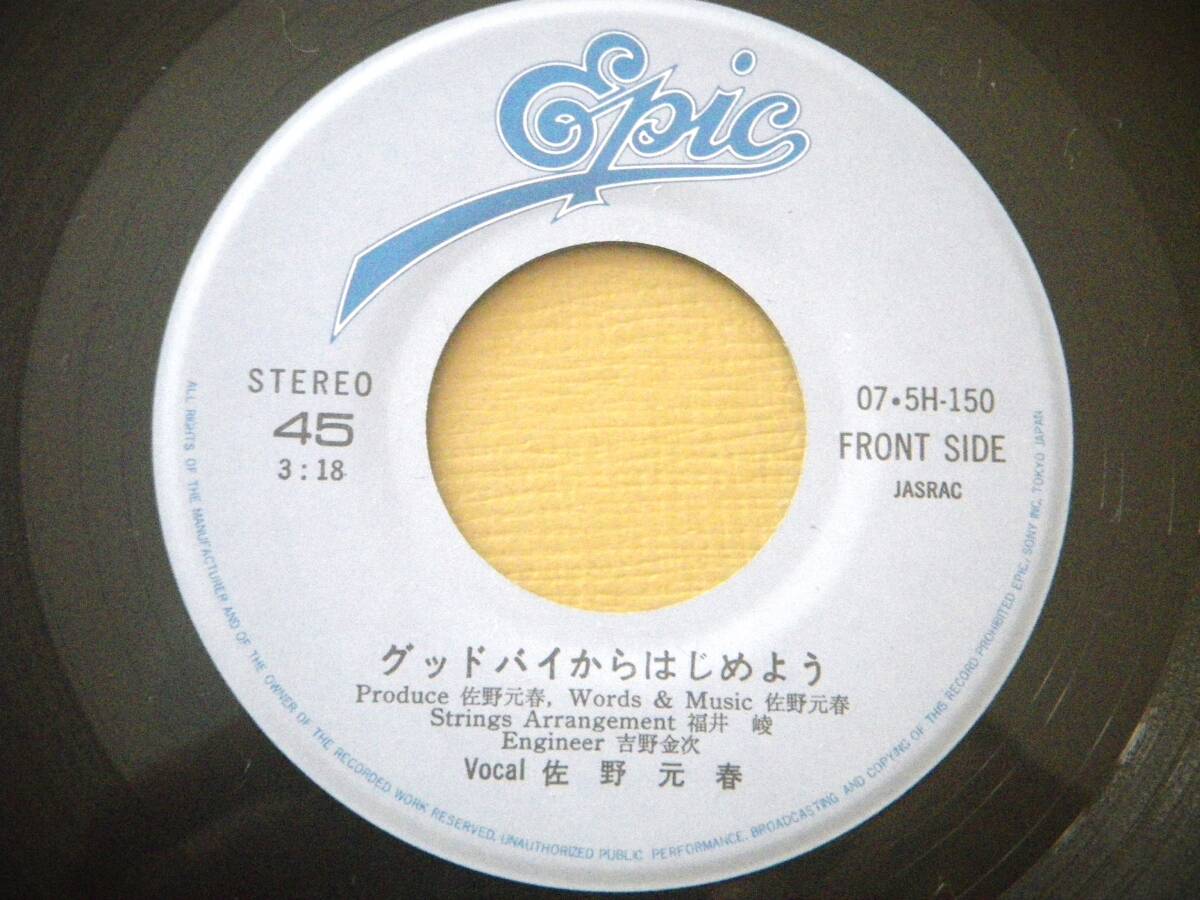 Epic
STEREO
45
3:18
07・5H-150
FRONT SIDE
JASRAC
グッドバイからはじめよう
Produce 佐野元春, Words & Music 佐野元春
Strings Arrangement 福井 崚
Engineer 吉野金次
Vocal 佐野元春
ALL RIGHTS OF THE MANUFACTURER AND OF THE OWNER OF THE RECORDED WORK RESERVED. UNAUTHORIZED PUBLIC PERFORMANCE, BROADCASTING AND COPYING OF THIS RECORD PROHIBITED EPIC, SONY INC. TOKYO JAPAN